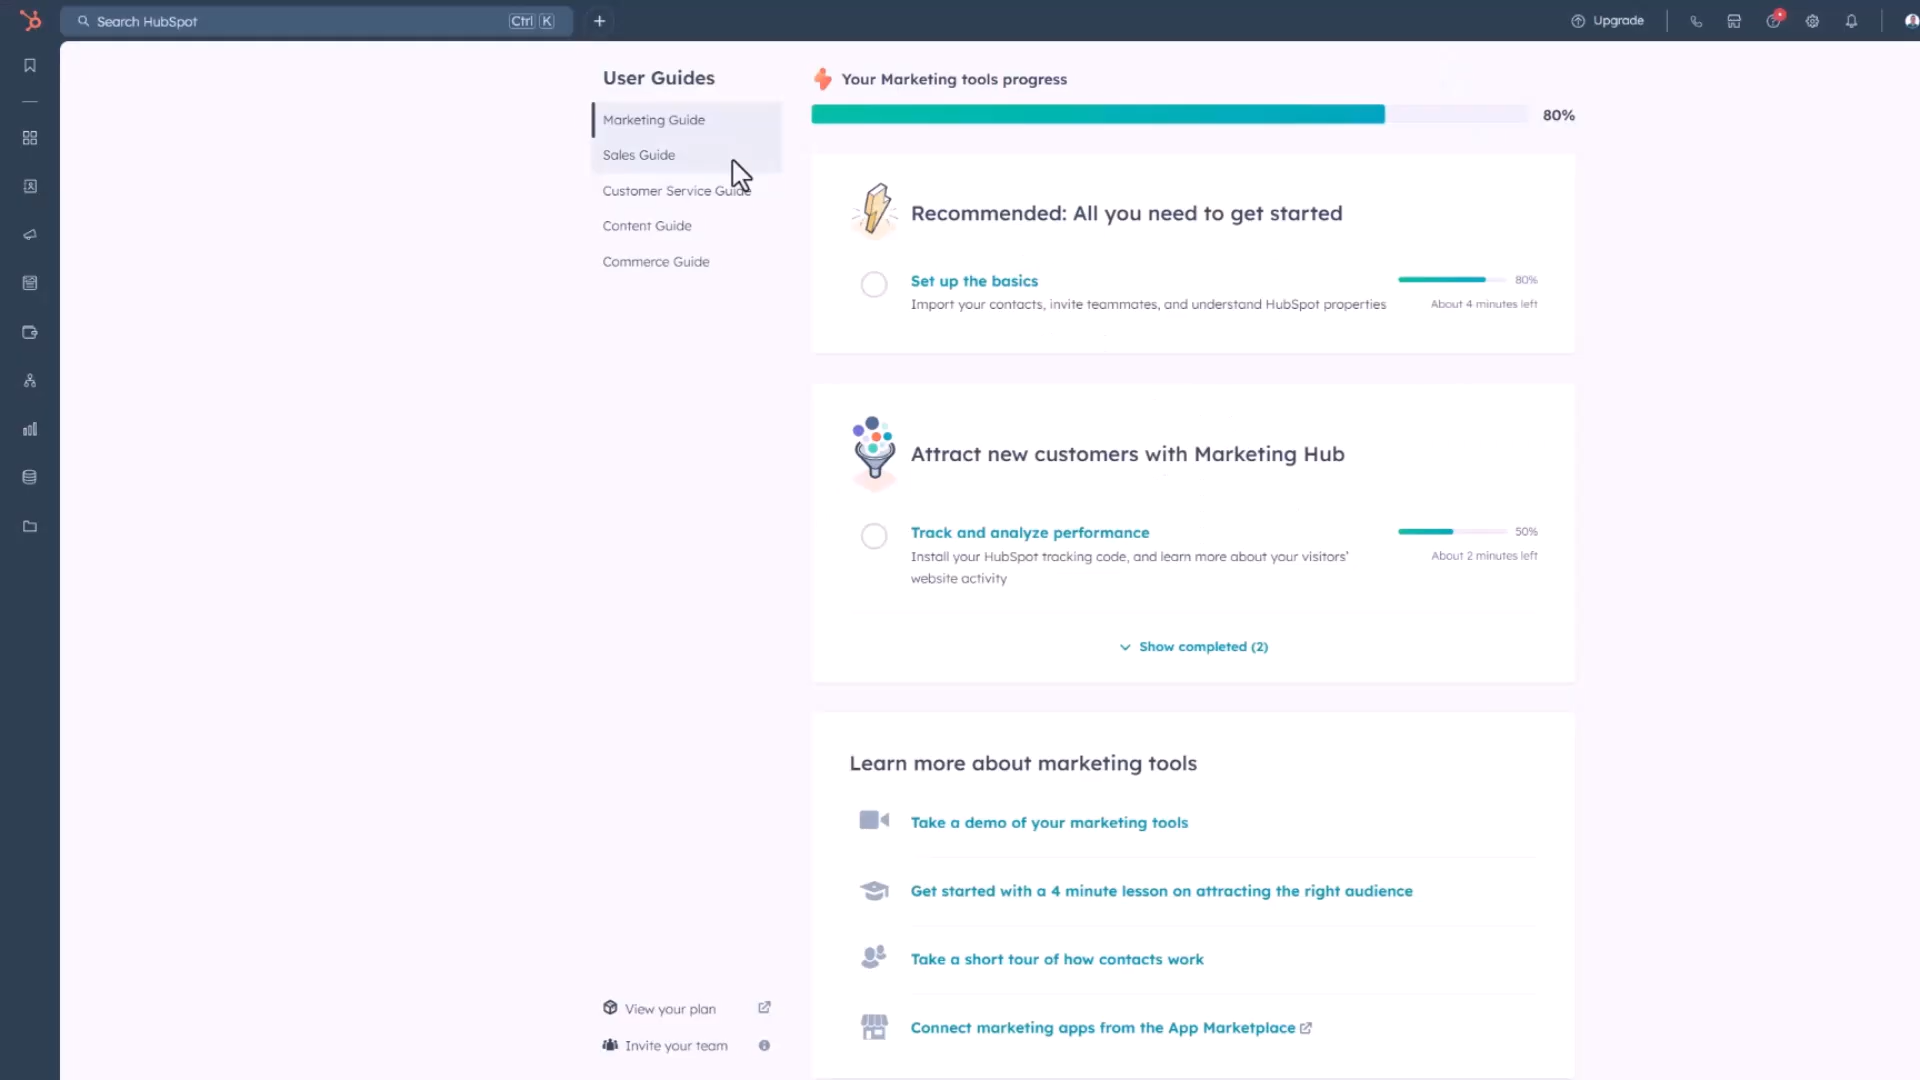 Search HubSpot
Ctrl K
Upgrade
User Guides
Marketing Guide
Sales Guide
Customer Service Guide
Content Guide
Commerce Guide
Your Marketing tools progress
80%
Recommended: All you need to get started
Set up the basics
80%
Import your contacts, invite teammates, and understand HubSpot properties
About 4 minutes left
Attract new customers with Marketing Hub
Track and analyze performance
50%
Install your HubSpot tracking code, and learn more about your visitors'
website activity
About 2 minutes left
Show completed (2)
Learn more about marketing tools
Take a demo of your marketing tools
Get started with a 4 minute lesson on attracting the right audience
Take a short tour of how contacts work
Connect marketing apps from the App Marketplace
View your plan
Invite your team